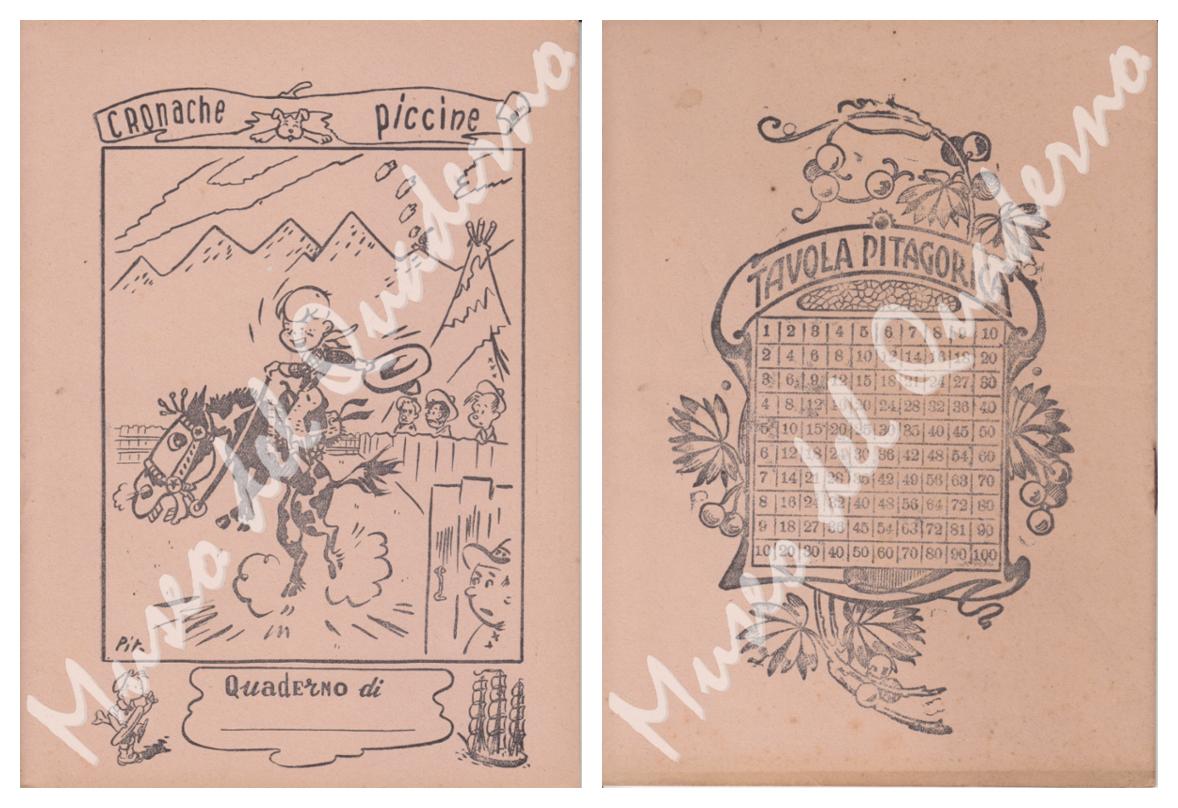 CRONACHE piccine
Pit.
Quaderno di
Museo del Quaderno
TAVOLA PITAGORICA
1 2 3 4 5 6 7 8 9 10
2 4 6 8 10 12 14 16 18 20
3 6 9 12 15 18 21 24 27 30
4 8 12 16 20 24 28 32 36 40
5 10 15 20 25 30 35 40 45 50
6 12 18 24 30 36 42 48 54 60
7 14 21 28 35 42 49 56 63 70
8 16 24 32 40 48 56 64 72 80
9 18 27 36 45 54 63 72 81 90
10 20 30 40 50 60 70 80 90 100
Museo del Quaderno